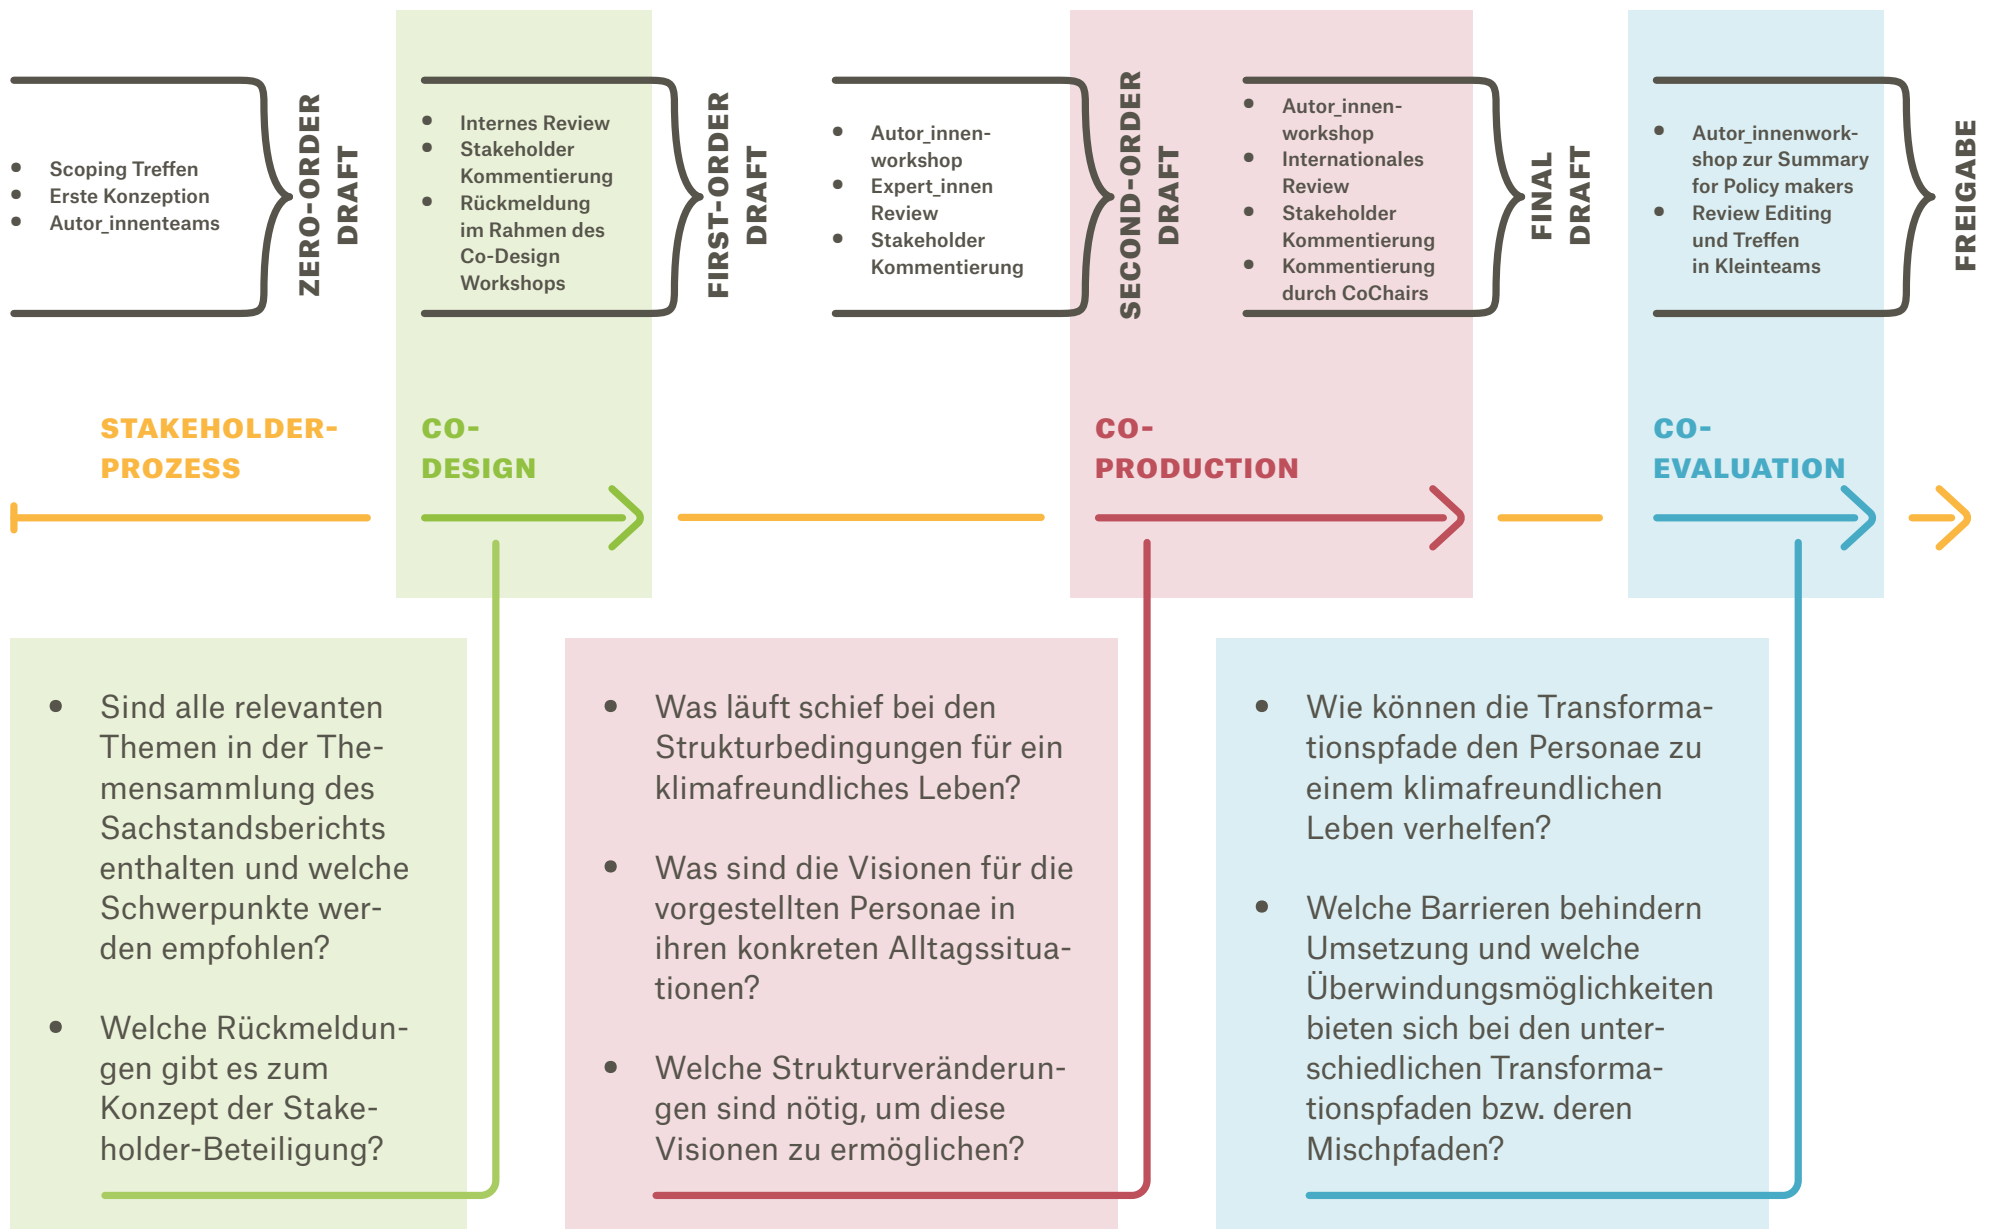 Scoping Treffen
Erste Konzeption
Autor_innenteams
ZERO-ORDER
DRAFT
Internes Review
Stakeholder
Kommentierung
Rückmeldung
im Rahmen des
Co-Design
Workshops
FIRST-ORDER
DRAFT
Autor_innen-
workshop
Expert_innen
Review
Stakeholder
Kommentierung
SECOND-ORDER
DRAFT
Autor_innen-
workshop
Internationales
Review
Stakeholder
Kommentierung
Kommentierung
durch CoChairs
FINAL
DRAFT
Autor_innenwork-
shop zur Summary
for Policy makers
Review Editing
und Treffen
in Kleinteams
FREIGABE
STAKEHOLDER-
PROZESS
CO-
DESIGN
CO-
PRODUCTION
CO-
EVALUATION
Sind alle relevanten
Themen in der The-
mensammlung des
Sachstandsberichts
enthalten und welche
Schwerpunkte wer-
den empfohlen?
Welche Rückmeldun-
gen gibt es zum
Konzept der Stake-
holder-Beteiligung?
Was läuft schief bei den
Strukturbedingungen für ein
klimafreundliches Leben?
Was sind die Visionen für die
vorgestellten Personae in
ihren konkreten Alltagssitua-
tionen?
Welche Strukturveränderun-
gen sind nötig, um diese
Visionen zu ermöglichen?
Wie können die Transforma-
tionspfade den Personae zu
einem klimafreundlichen
Leben verhelfen?
Welche Barrieren behindern
Umsetzung und welche
Überwindungsmöglichkeiten
bieten sich bei den unter-
schiedlichen Transforma-
tionspfaden bzw. deren
Mischpfaden?